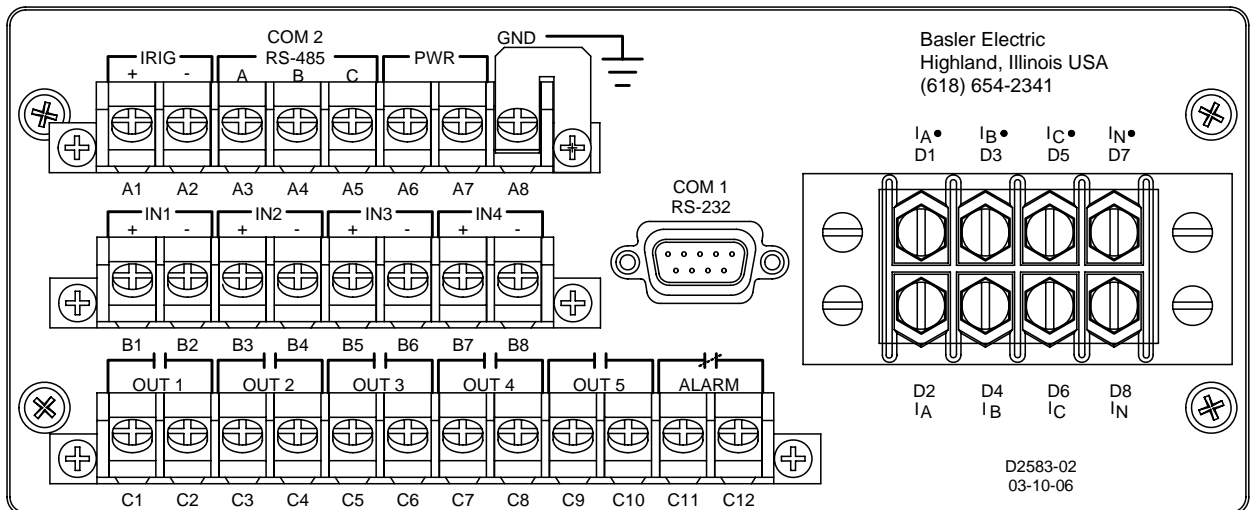 COM 2
GND
IRIG RS-485 PWR
+ - A B C
A1 A2 A3 A4 A5 A6 A7 A8
IN1 IN2 IN3 IN4
+ - + - + - + -
B1 B2 B3 B4 B5 B6 B7 B8
OUT 1 OUT 2 OUT 3 OUT 4 OUT 5 ALARM
C1 C2 C3 C4 C5 C6 C7 C8 C9 C10 C11 C12
COM 1
RS-232
Basler Electric
Highland, Illinois USA
(618) 654-2341
IA• IB• IC• IN•
D1 D3 D5 D7
D2 D4 D6 D8
IA IB IC IN
D2583-02
03-10-06